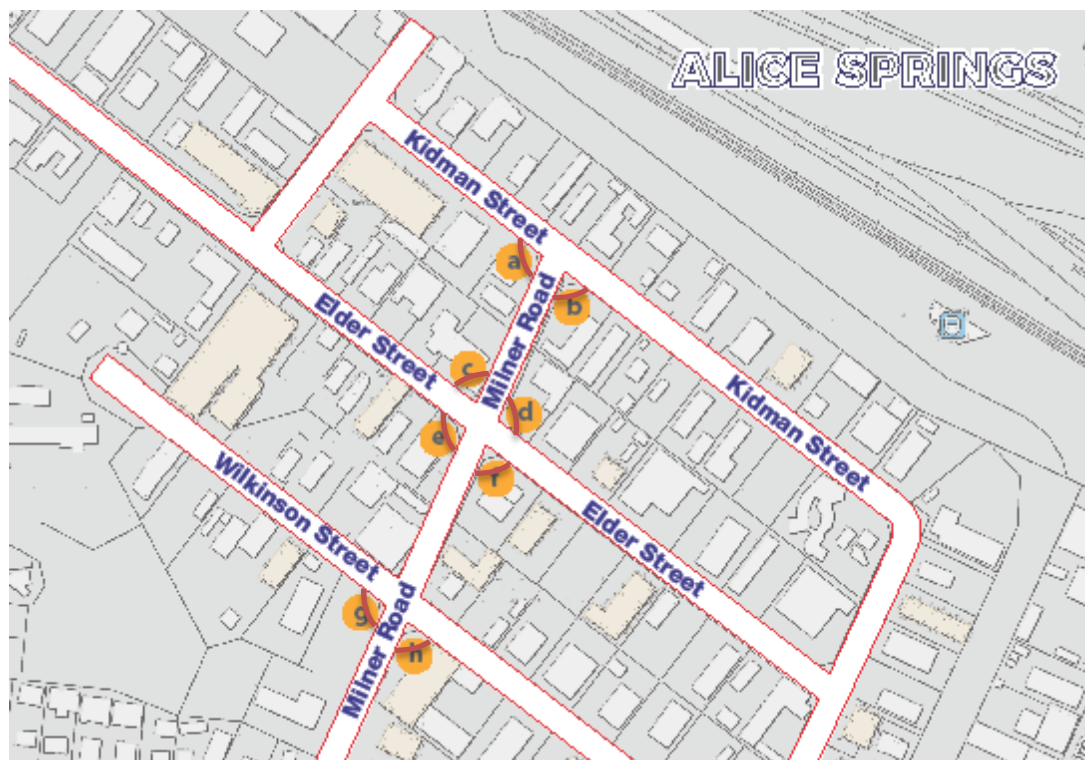 ALICE SPRINGS
Kidman Street
a
b
Milner Road
Elder Street
c
d
e
r
Kidman Street
Wilkinson Street
Elder Street
g
h
Milner Road